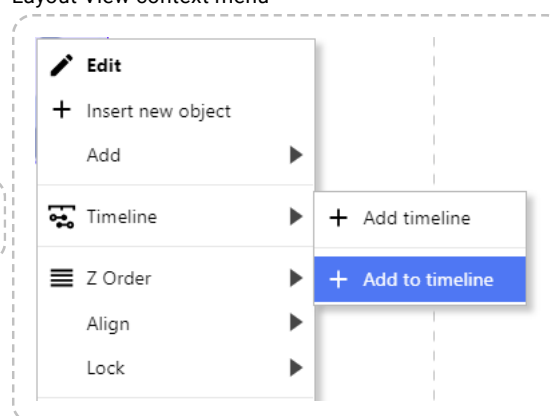 Layout View context menu
Edit
Insert new object
Add
Timeline
Add timeline
Z Order
Add to timeline
Align
Lock